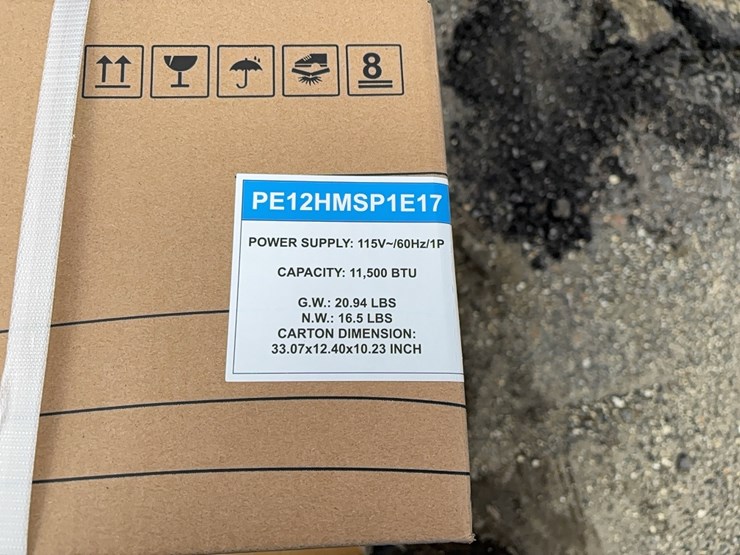 8
PE12HMSP1E17
POWER SUPPLY: 115V~/60Hz/1P
CAPACITY: 11,500 BTU
G.W.: 20.94 LBS
N.W.: 16.5 LBS
CARTON DIMENSION:
33.07x12.40x10.23 INCH